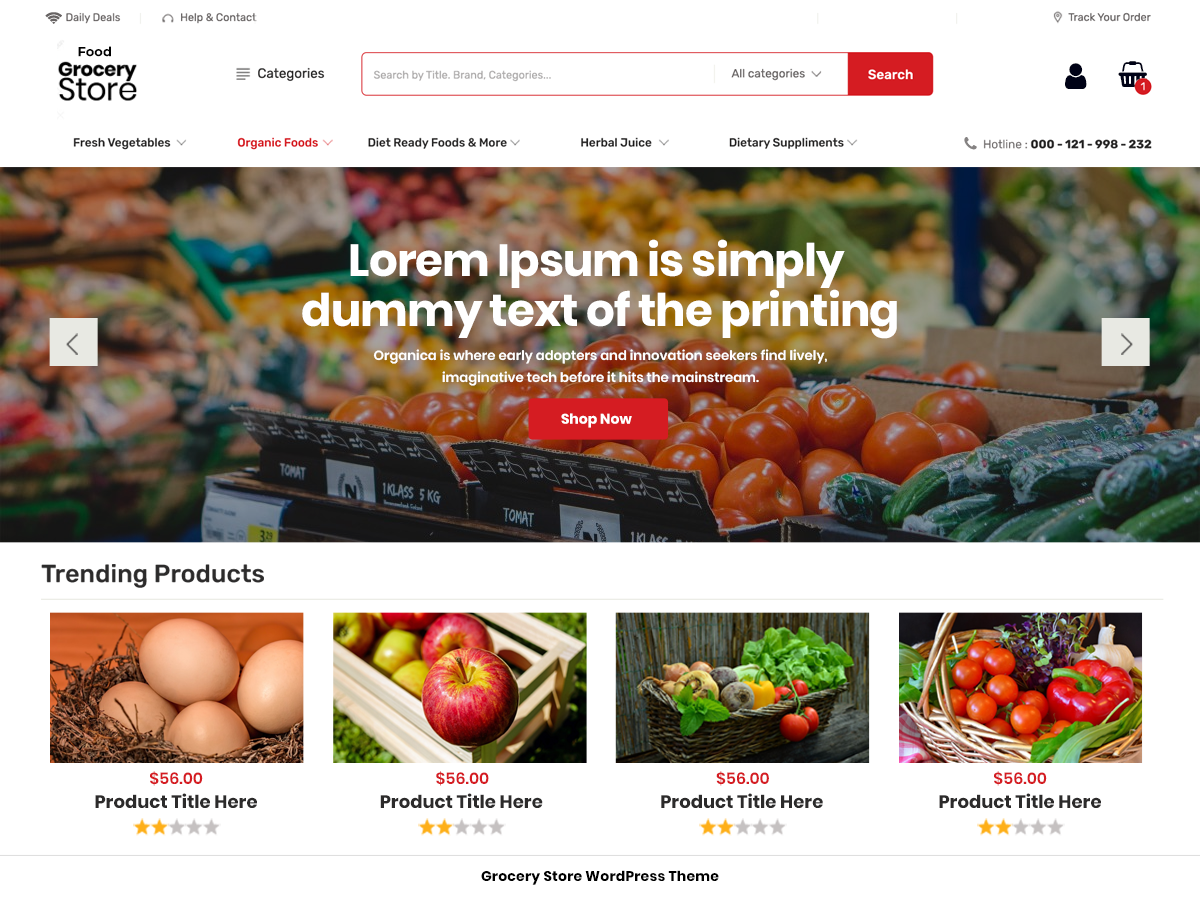 Daily Deals
Help & Contact
Track Your Order
Food
Grocery
Store
Categories
Search by Title. Brand, Categories...
All categories
Search
1
Fresh Vegetables
Organic Foods
Diet Ready Foods & More
Herbal Juice
Dietary Suppliments
Hotline : 000 - 121 - 998 - 232
Lorem Ipsum is simply
dummy text of the printing
Organica is where early adopters and innovation seekers find lively,
imaginative tech before it hits the mainstream.
Shop Now
TOMAT
N
1 KLASS 5 KG
TOMAT
N
Trending Products
$56.00
Product Title Here
$56.00
Product Title Here
$56.00
Product Title Here
$56.00
Product Title Here
Grocery Store WordPress Theme